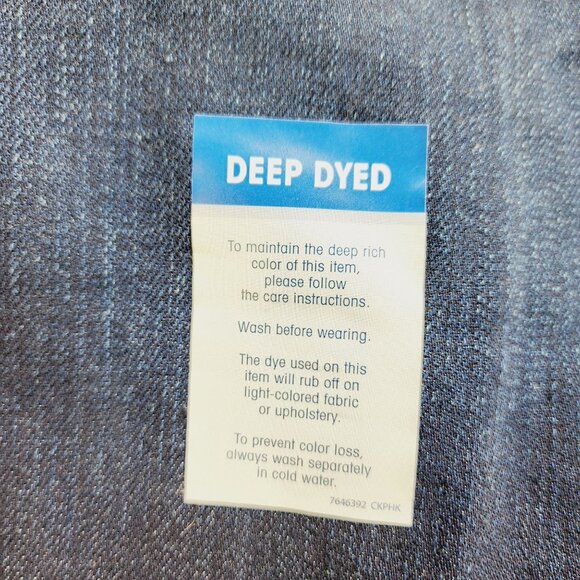 DEEP DYED
To maintain the deep rich
color of this item,
please follow
the care instructions.
Wash before wearing.
The dye used on this
item will rub off on
light-colored fabric
or upholstery.
To prevent color loss,
always wash separately
in cold water.
7646392 CKPHK